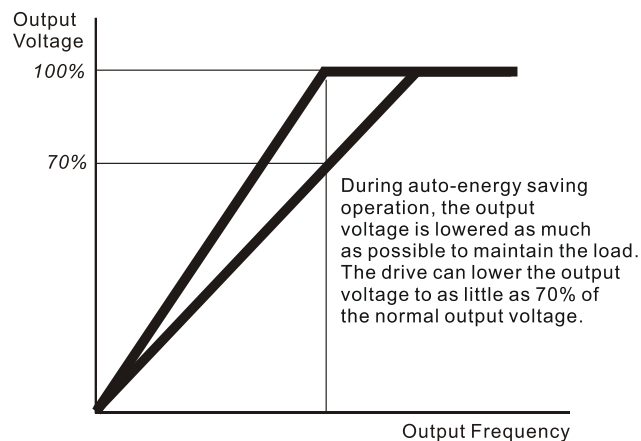 Output
Voltage
100%
70%
During auto-energy saving
operation, the output
voltage is lowered as much
as possible to maintain the load.
The drive can lower the output
voltage to as little as 70% of
the normal output voltage.
Output Frequency